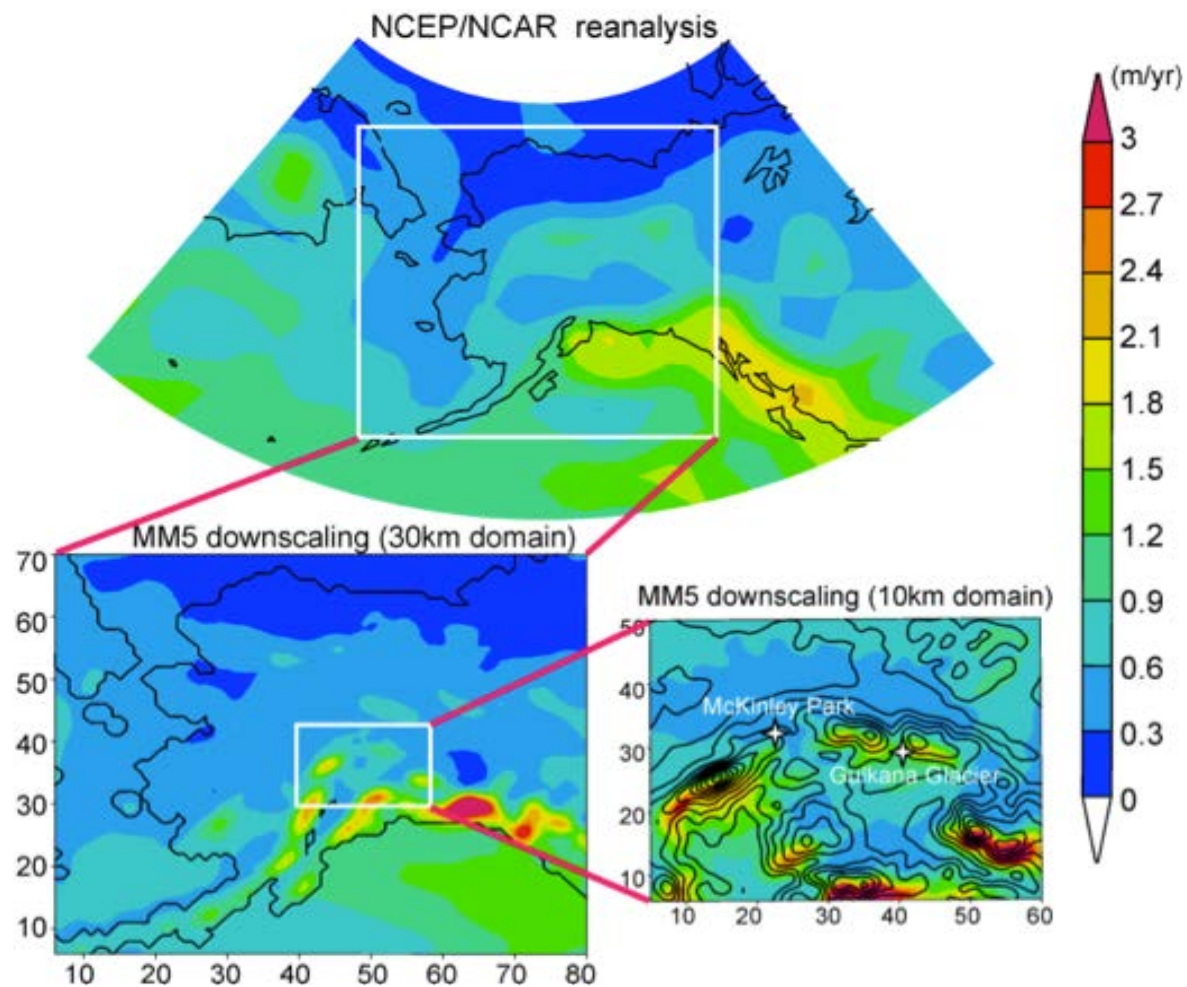 NCEP/NCAR reanalysis
(m/yr)
3
2.7
2.4
2.1
1.8
1.5
1.2
0.9
0.6
0.3
0
MM5 downscaling (30km domain)
70
60
50
40
30
20
10
10 20 30 40 50 60 70 80
MM5 downscaling (10km domain)
50
40
30
20
10
McKinley Park
Gulkana Glacier
10 20 30 40 50 60